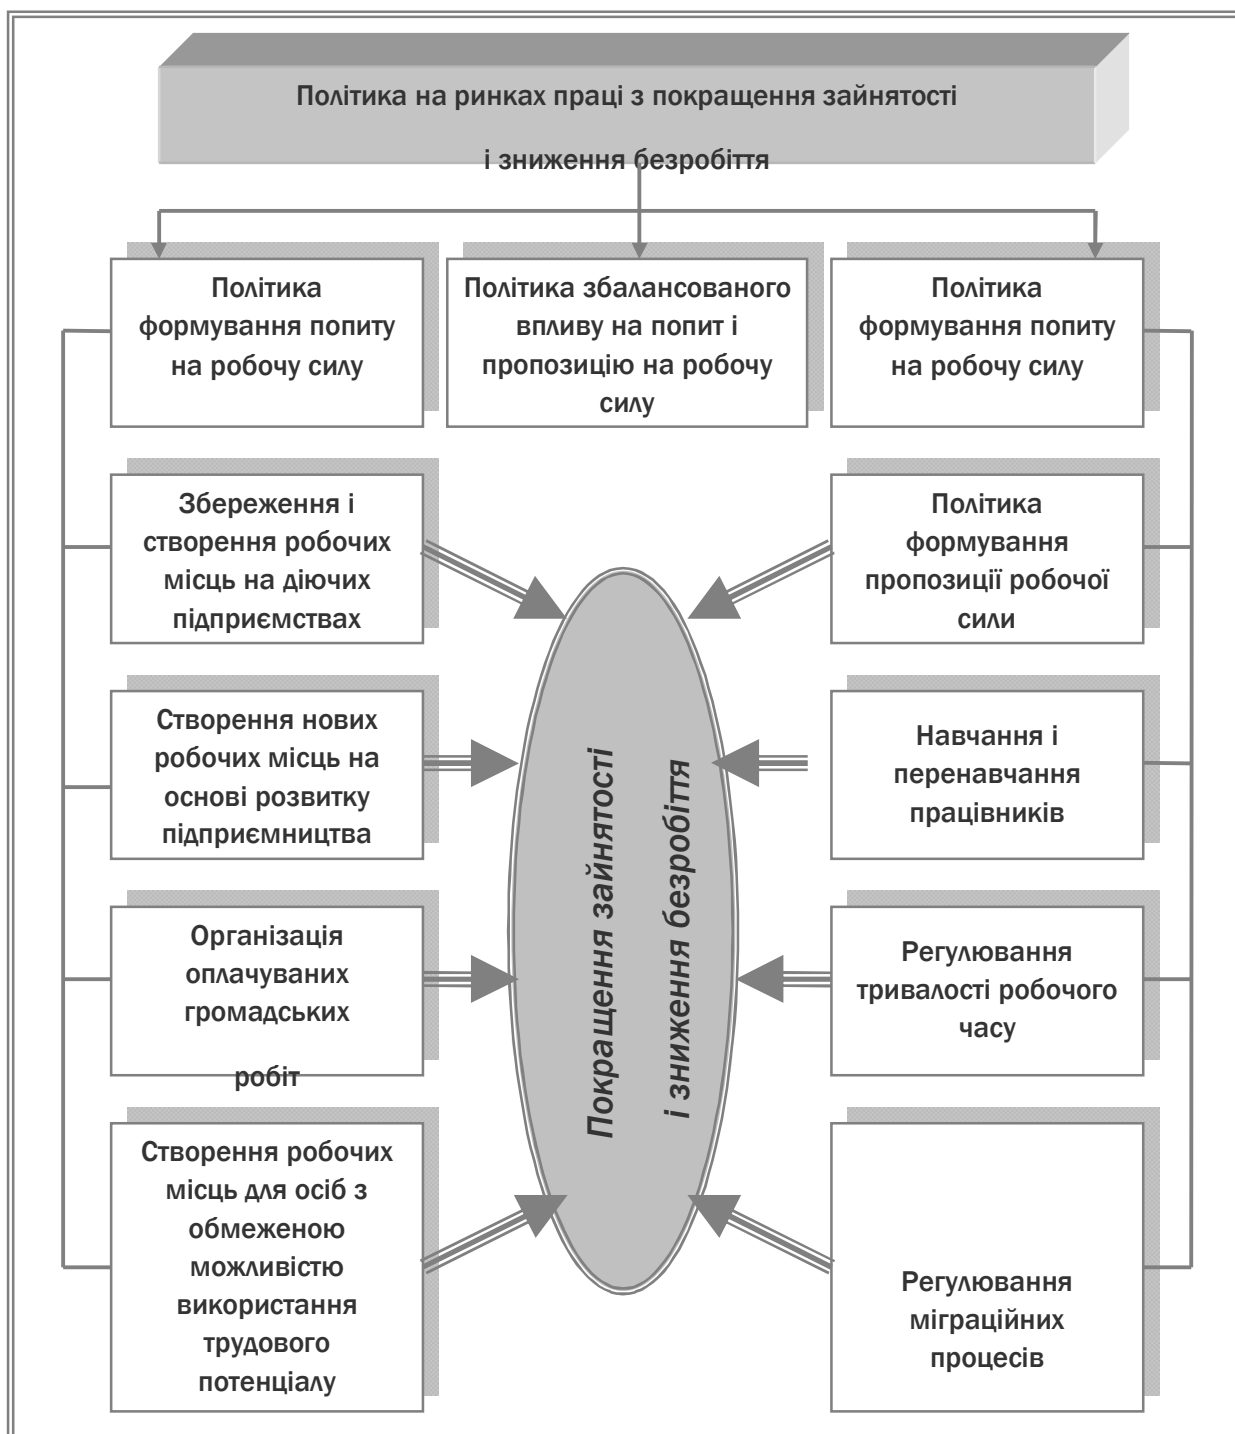 Політика на ринках праці з покращення зайнятості
і зниження безробіття
Політика
формування попиту
на робочу силу
Політика збалансованого
впливу на попит і
пропозицію на робочу
силу
Політика
формування попиту
на робочу силу
Збереження і
створення робочих
місць на діючих
підприємствах
Політика
формування
пропозиції робочої
сили
Створення нових
робочих місць на
основі розвитку
підприємництва
Навчання і
перенавчання
працівників
Покращення зайнятості
і зниження безробіття
Організація
оплачуваних
громадських
робіт
Регулювання
тривалості робочого
часу
Створення робочих
місць для осіб з
обмеженою
можливістю
використання
трудового
потенціалу
Регулювання
міграційних
процесів